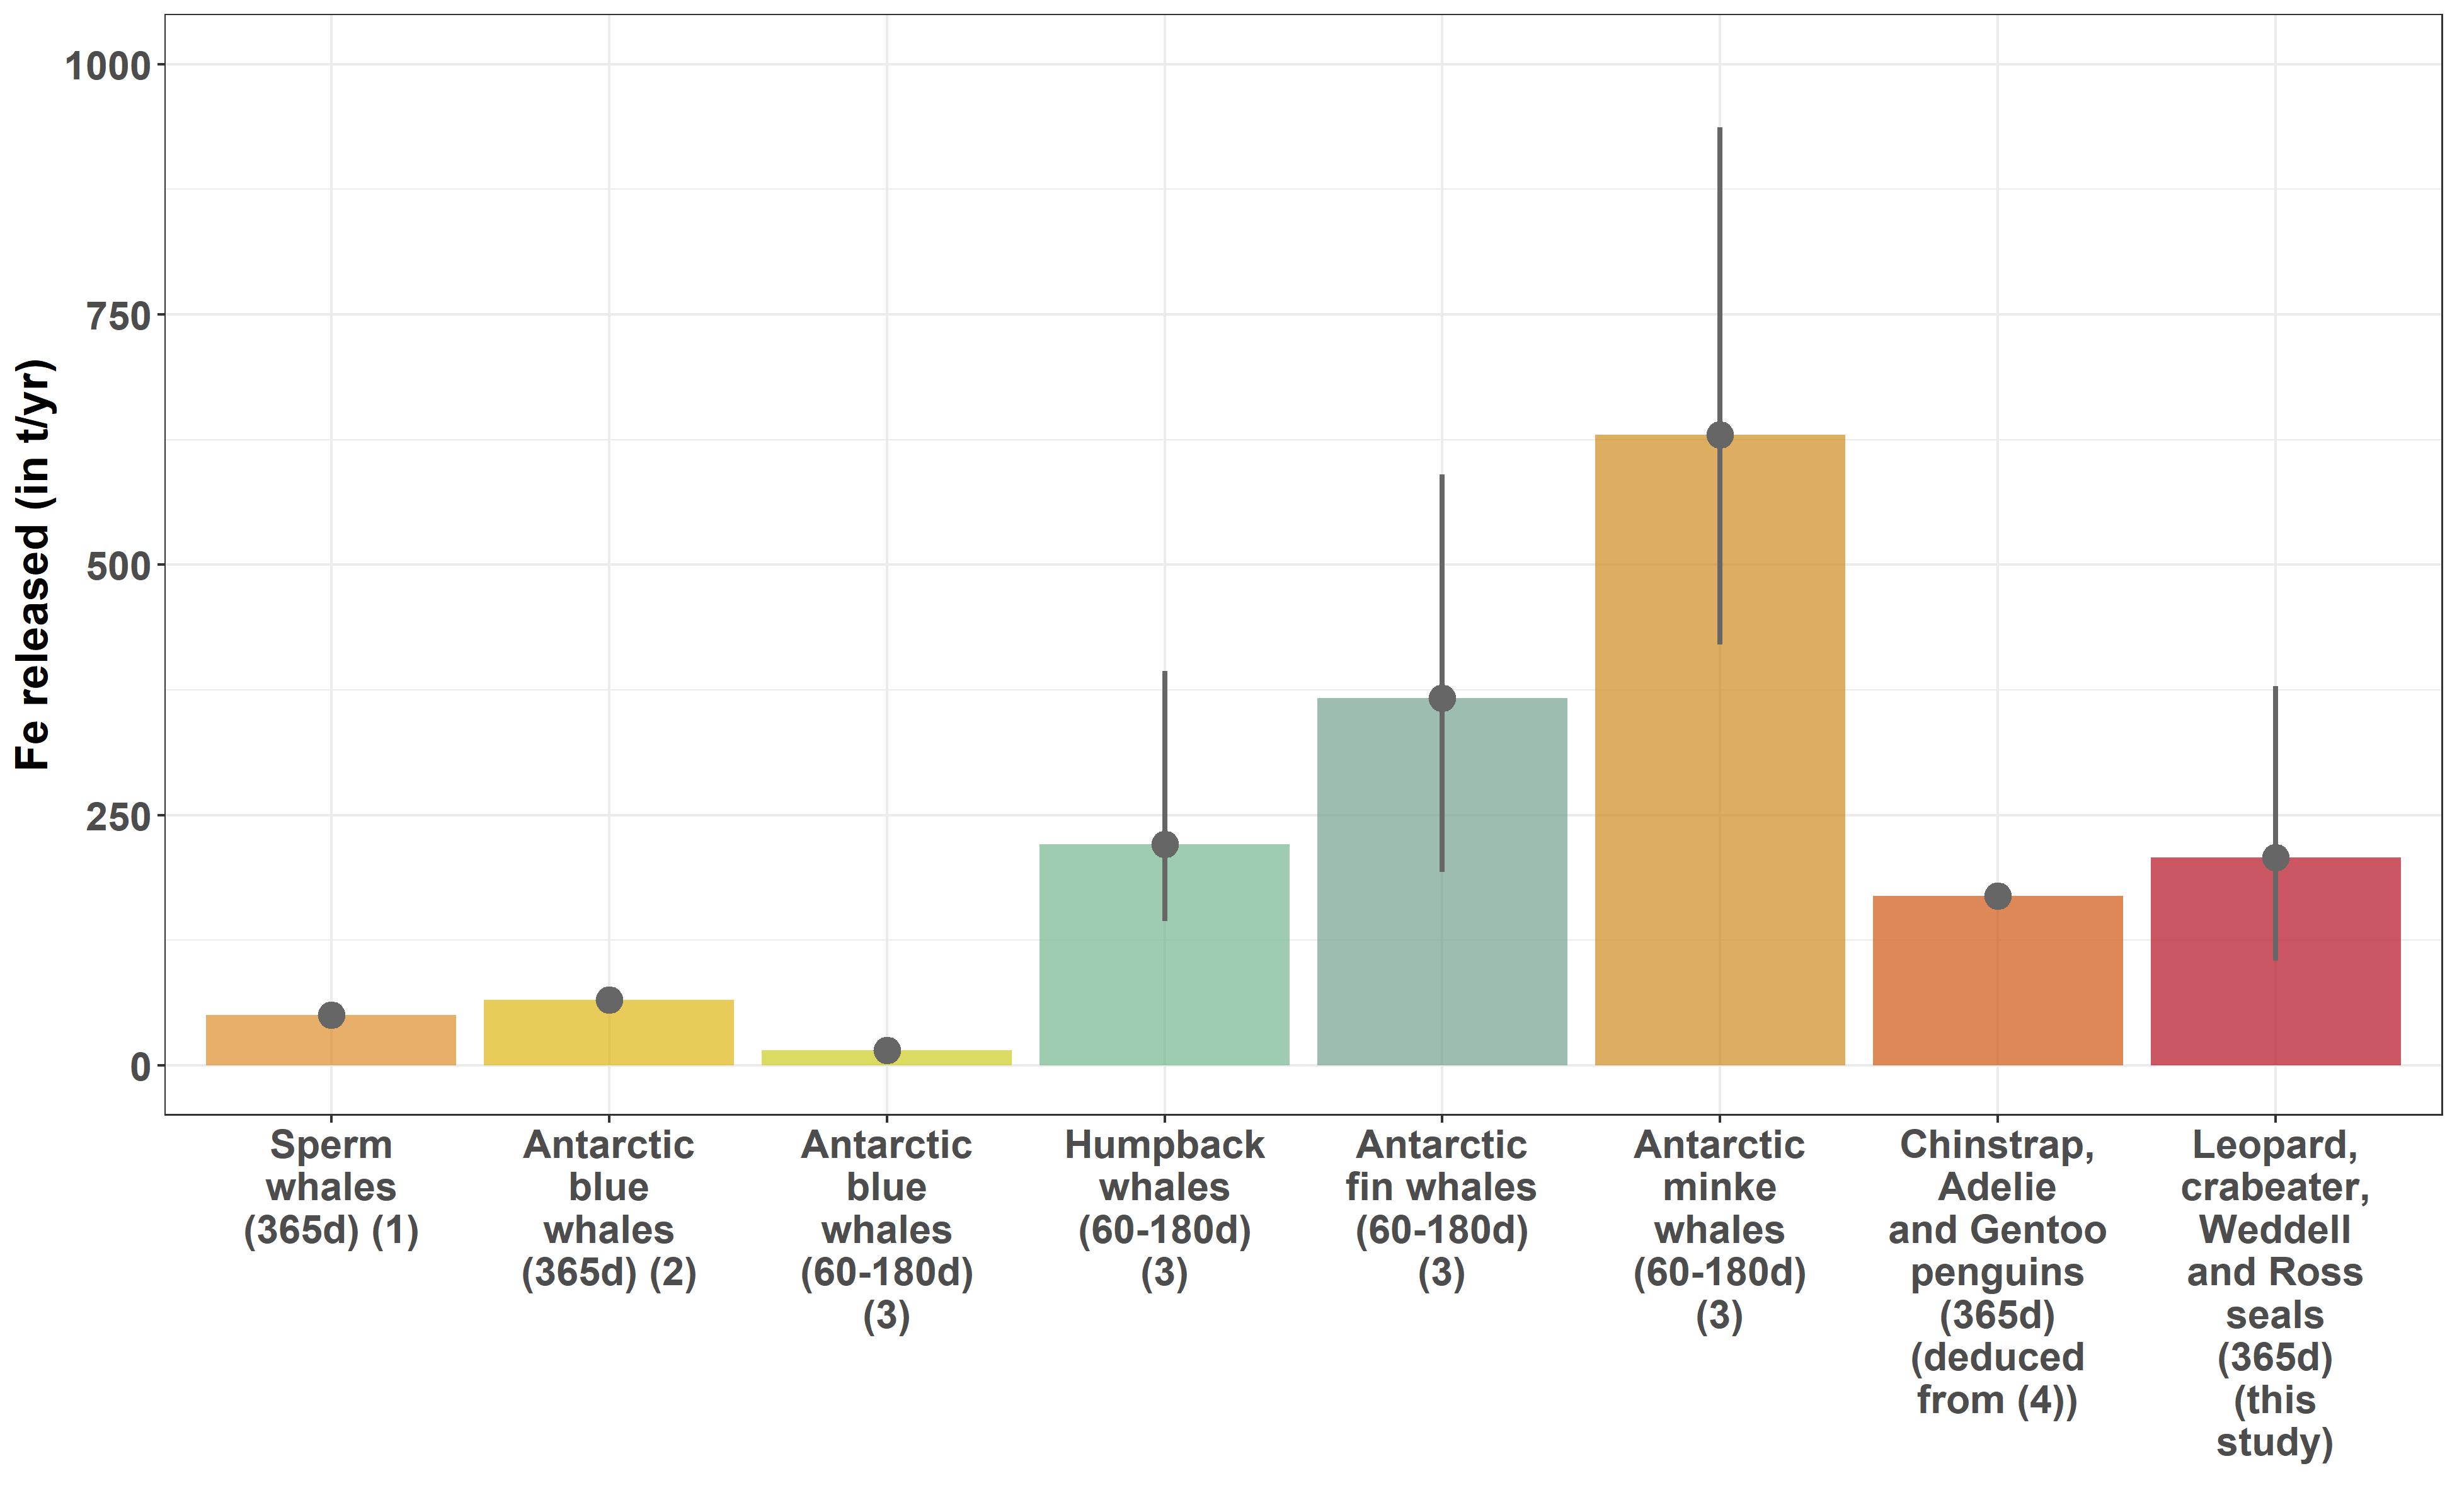 1000
750
500
250
0
Fe released (in t/yr)
Sperm
whales
(365d) (1)
Antarctic
blue
whales
(365d) (2)
Antarctic
blue
whales
(60-180d)
(3)
Humpback
whales
(60-180d)
(3)
Antarctic
fin whales
(60-180d)
(3)
Antarctic
minke
whales
(60-180d)
(3)
Chinstrap,
Adelie
and Gentoo
penguins
(365d)
(deduced
from (4))
Leopard,
crabeater,
Weddell
and Ross
seals
(365d)
(this
study)